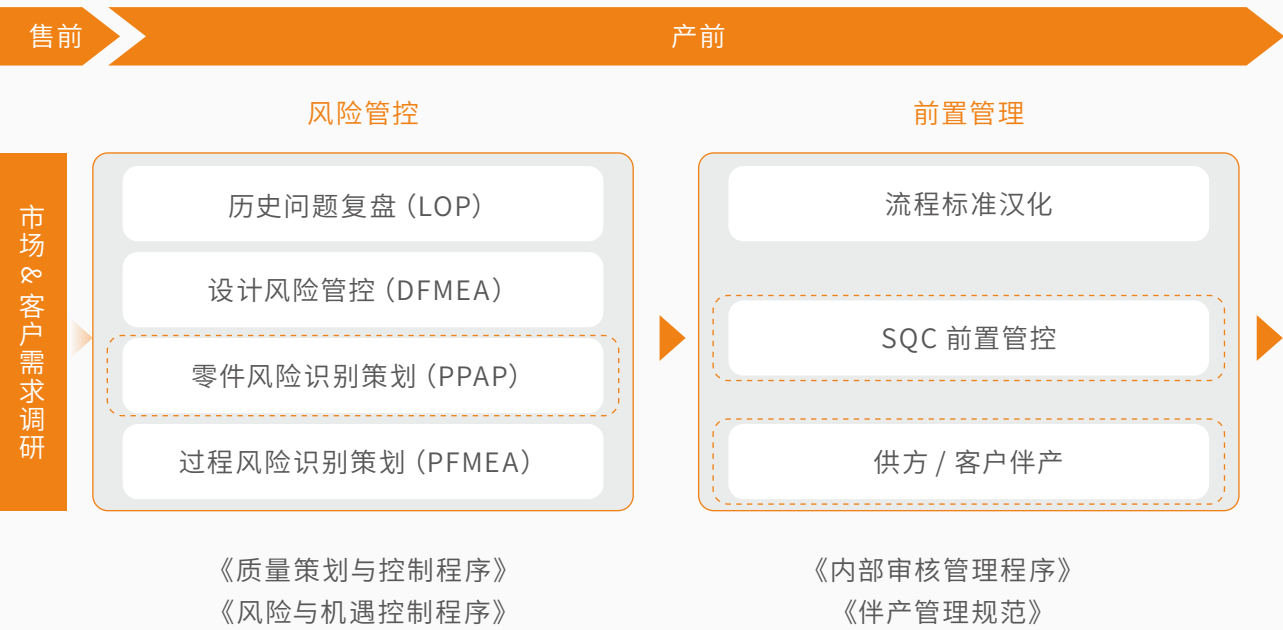 售前
产前
风险管控
前置管理
市场&客户需求调研
历史问题复盘（LOP）
设计风险管控（DFMEA）
零件风险识别策划（PPAP）
过程风险识别策划（PFMEA）
流程标准汉化
SQC 前置管控
供方 / 客户伴产
《质量策划与控制程序》
《风险与机遇控制程序》
《内部审核管理程序》
《伴产管理规范》